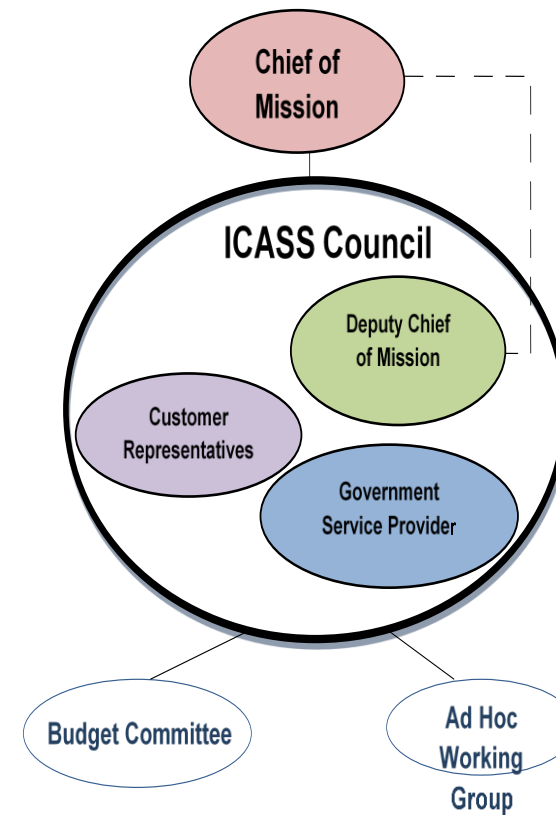 Chief of
Mission
ICASS Council
Deputy Chief
of Mission
Customer
Representatives
Government
Service Provider
Budget Committee
Ad Hoc
Working
Group